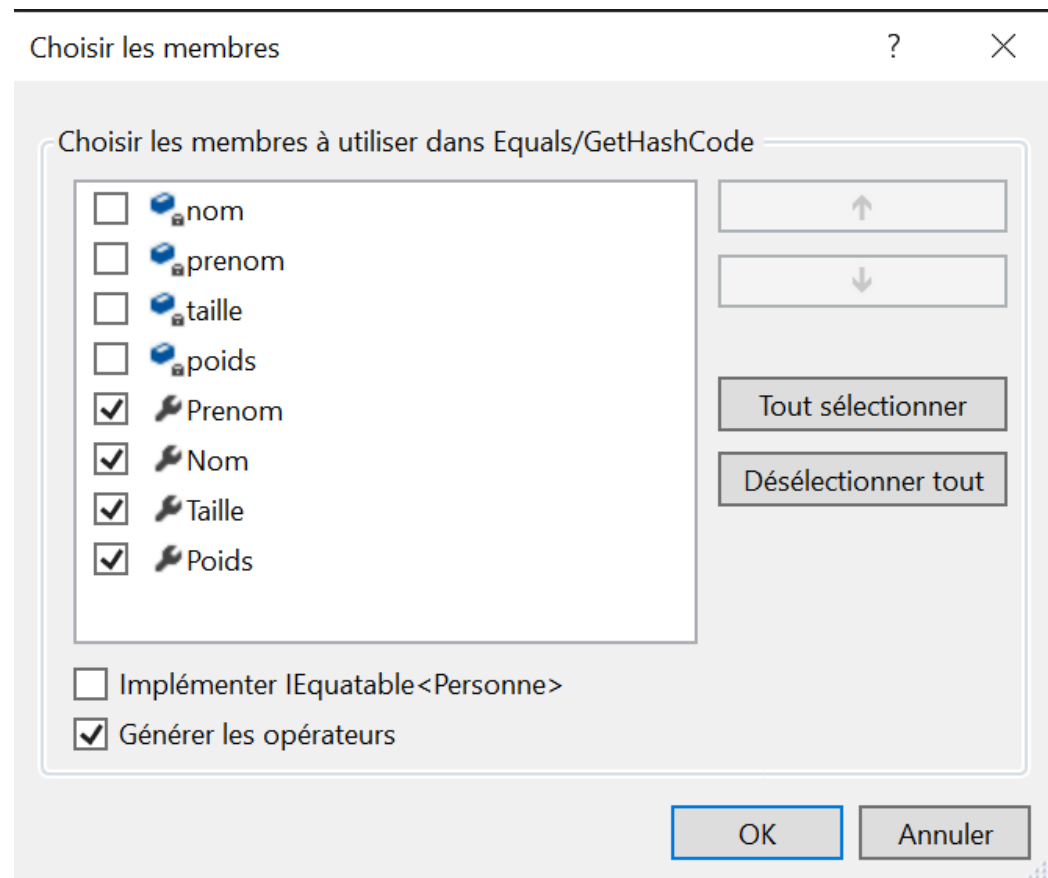 Choisir les membres ?
Choisir les membres à utiliser dans Equals/GetHashCode
nom
prenom
taille
poids
Prenom
Nom
Taille
Poids
Tout sélectionner
Désélectionner tout
Implémenter IEquatable<Personne>
Générer les opérateurs
OK Annuler